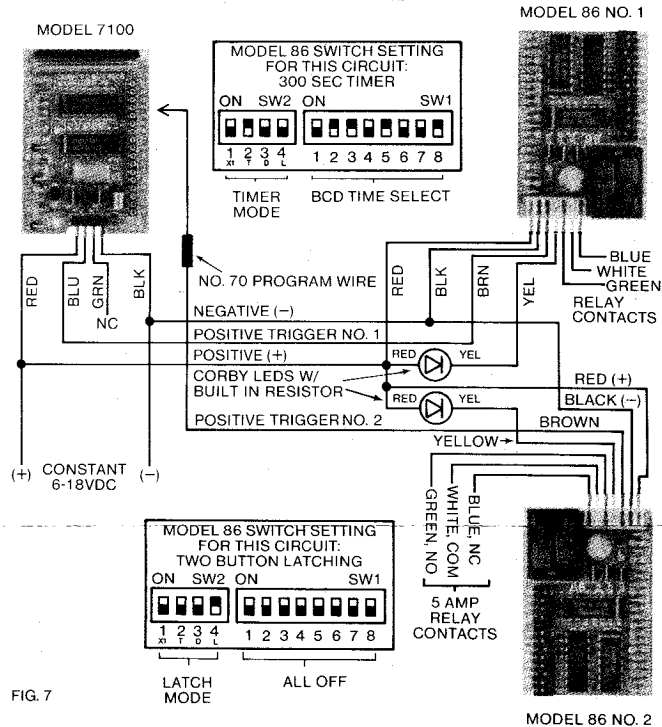 MODEL 7100
MODEL 86 NO. 1
MODEL 86 SWITCH SETTING
FOR THIS CIRCUIT:
300 SEC TIMER
ON SW2 ON SW1
1 2 3 4 1 2 3 4 5 6 7 8
X1 T D L
TIMER
MODE
BCD TIME SELECT
NO. 70 PROGRAM WIRE
RED
BLU
GRN
BLK
NC
RED
BLK
BRN
YEL
BLUE
WHITE
GREEN
RELAY
CONTACTS
NEGATIVE (−)
POSITIVE TRIGGER NO. 1
POSITIVE (+)
RED YEL
CORBY LEDS W/
BUILT IN RESISTOR
RED YEL
RED (+)
BLACK (−)
POSITIVE TRIGGER NO. 2
BROWN
YELLOW
(+) CONSTANT (−)
6-18VDC
GREEN, NO
WHITE, COM
BLUE, NC
5 AMP
RELAY
CONTACTS
MODEL 86 SWITCH SETTING
FOR THIS CIRCUIT:
TWO BUTTON LATCHING
ON SW2 ON SW1
1 2 3 4 1 2 3 4 5 6 7 8
X1 T D L
LATCH
MODE
ALL OFF
FIG. 7
MODEL 86 NO. 2